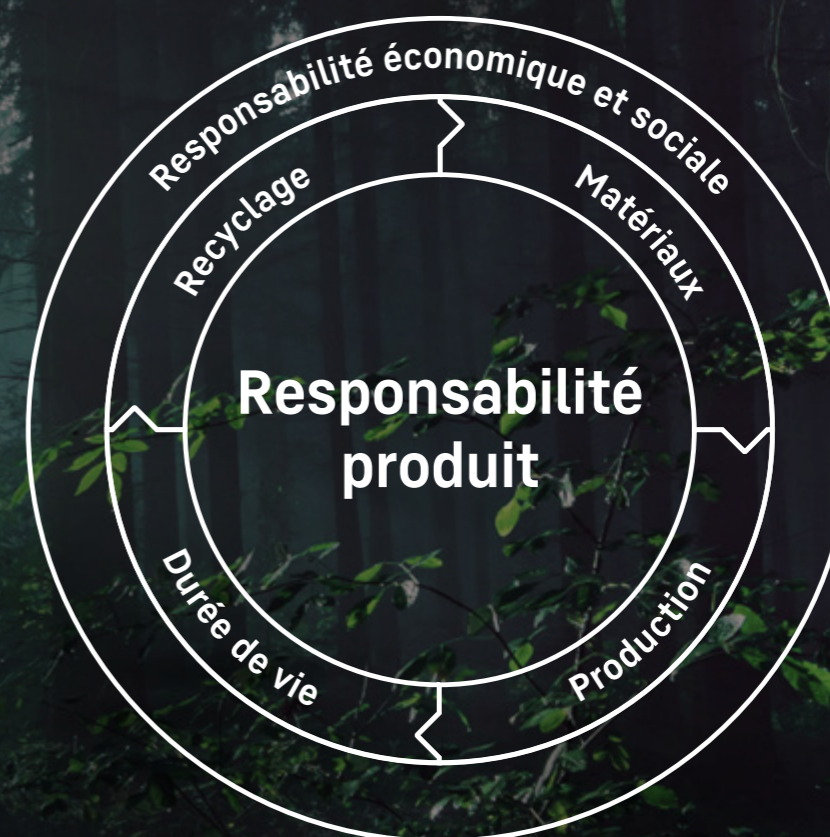 Responsabilité économique et sociale
Recyclage
Matériaux
Responsabilité
produit
Durée de vie
Production